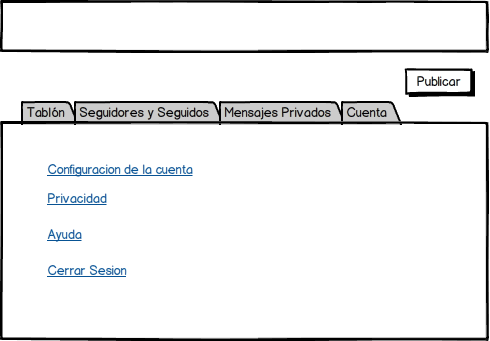 Publicar
Tablón Seguidores y Seguidos Mensajes Privados Cuenta
Configuracion de la cuenta
Privacidad
Ayuda
Cerrar Sesion